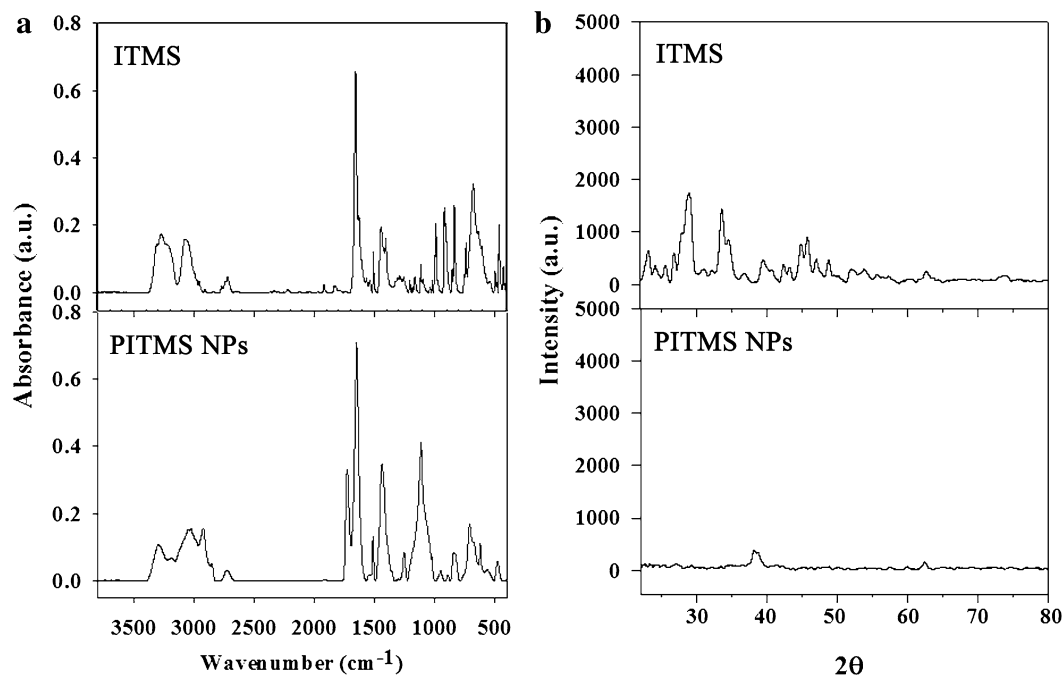 a
0.8
ITMS
0.6
0.4
0.2
0.0
0.8
PITMS NPs
0.6
0.4
0.2
0.0
Absorbance (a.u.)
3500 3000 2500 2000 1500 1000 500
Wavenumber (cm-1)
b
5000
ITMS
4000
3000
2000
1000
0
5000
PITMS NPs
4000
3000
2000
1000
0
Intensity (a.u.)
30 40 50 60 70 80
2θ